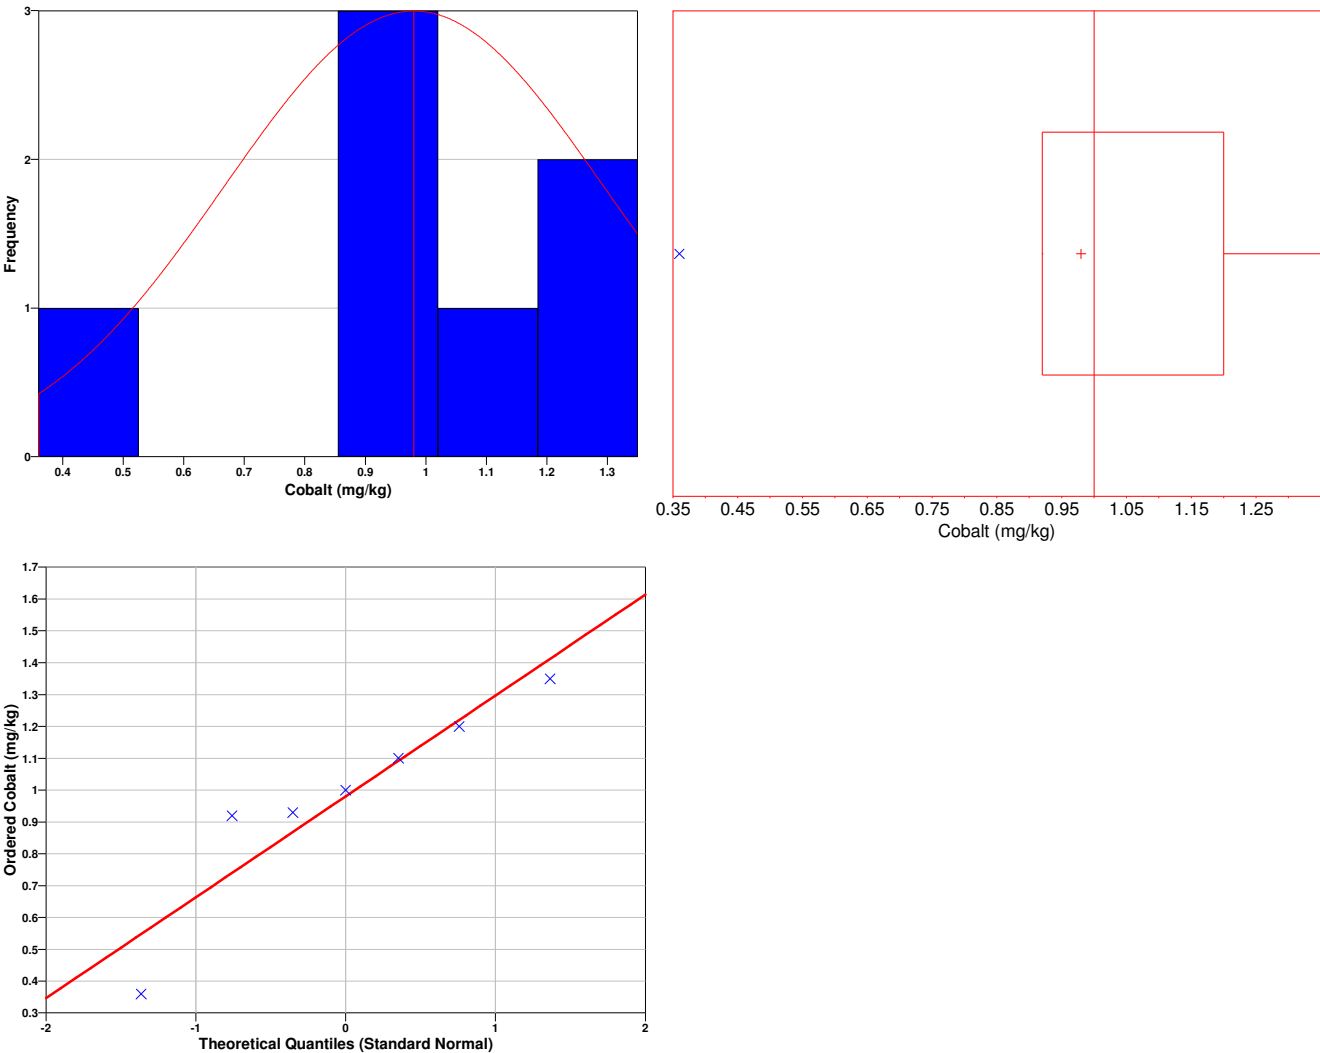 3
2
1
0
Frequency
0.4 0.5 0.6 0.7 0.8 0.9 1 1.1 1.2 1.3
Cobalt (mg/kg)
0.35 0.45 0.55 0.65 0.75 0.85 0.95 1.05 1.15 1.25
Cobalt (mg/kg)
1.7
1.6
1.5
1.4
1.3
1.2
1.1
1
0.9
0.8
0.7
0.6
0.5
0.4
0.3
Ordered Cobalt (mg/kg)
-2 -1 0 1 2
Theoretical Quantiles (Standard Normal)